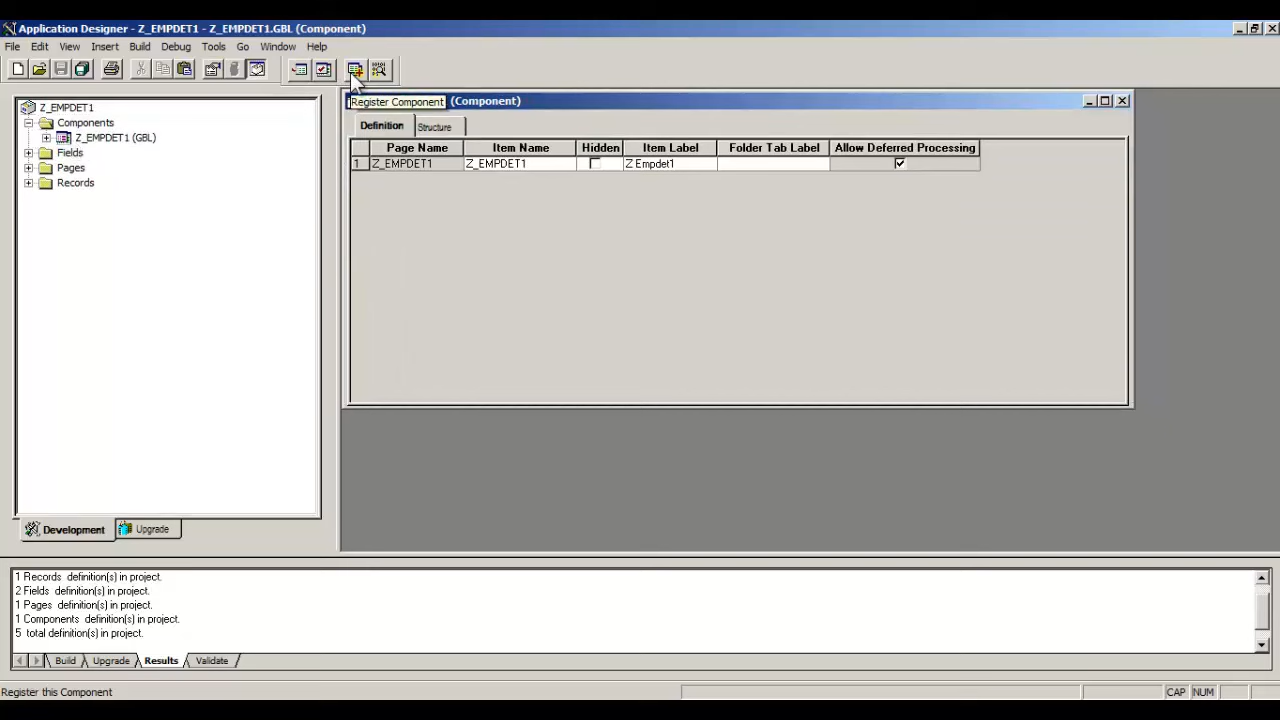 Application Designer - Z_EMPDET1 - Z_EMPDET1.GBL (Component)
File Edit View Insert Build Debug Tools Go Window Help
Register Component
(Component)
Z_EMPDET1
Components
Z_EMPDET1 (GBL)
Fields
Pages
Records
Definition Structure
Page Name Item Name Hidden Item Label Folder Tab Label Allow Deferred Processing
1 Z_EMPDET1 Z_EMPDET1 Z Empdet1
Development Upgrade
1 Records definition(s) in project.
2 Fields definition(s) in project.
1 Pages definition(s) in project.
1 Components definition(s) in project.
5 total definition(s) in project.
Build Upgrade Results Validate
Register this Component CAP NUM